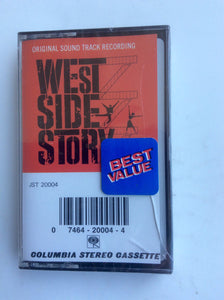 ORIGINAL SOUND TRACK RECORDING
WEST
SIDE
STORY
BEST
VALUE
JST 20004
0 7464-20004-4
COLUMBIA STEREO CASSETTE